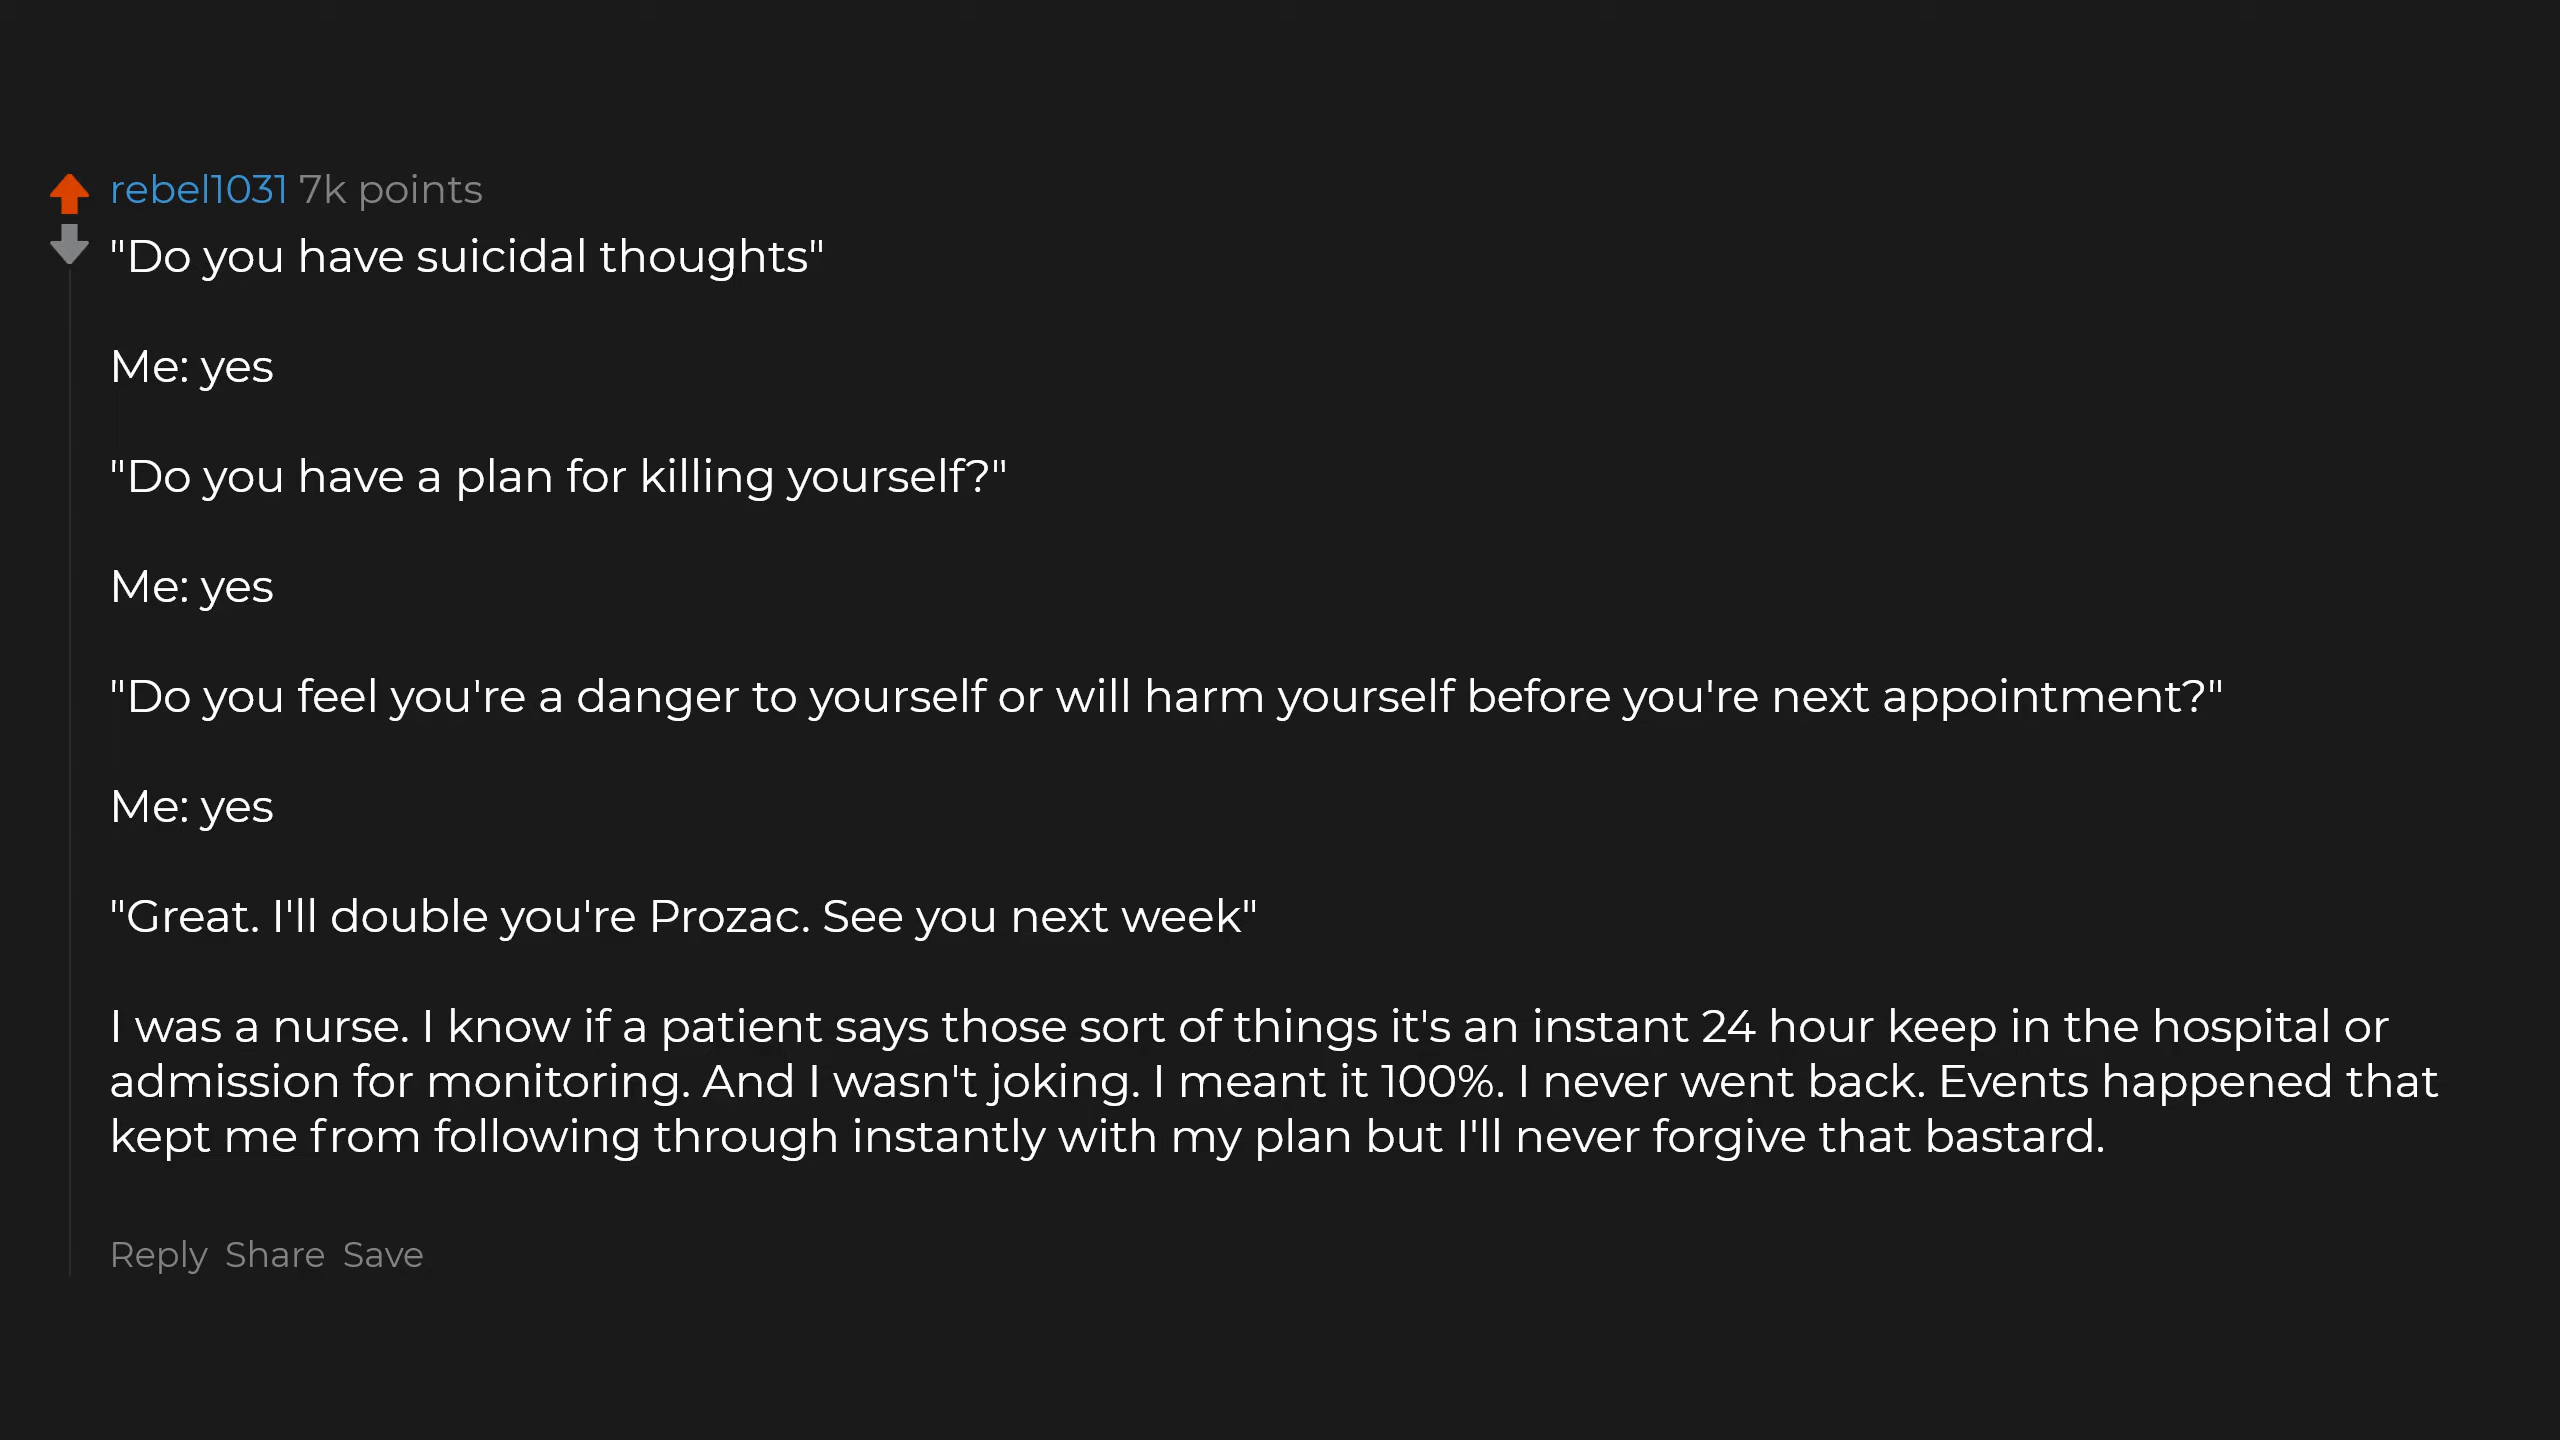 rebel1031 7k points
"Do you have suicidal thoughts"
Me: yes
"Do you have a plan for killing yourself?"
Me: yes
"Do you feel you're a danger to yourself or will harm yourself before you're next appointment?"
Me: yes
"Great. I'll double you're Prozac. See you next week"
I was a nurse. I know if a patient says those sort of things it's an instant 24 hour keep in the hospital or
admission for monitoring. And I wasn't joking. I meant it 100%. I never went back. Events happened that
kept me from following through instantly with my plan but I'll never forgive that bastard.
Reply Share Save